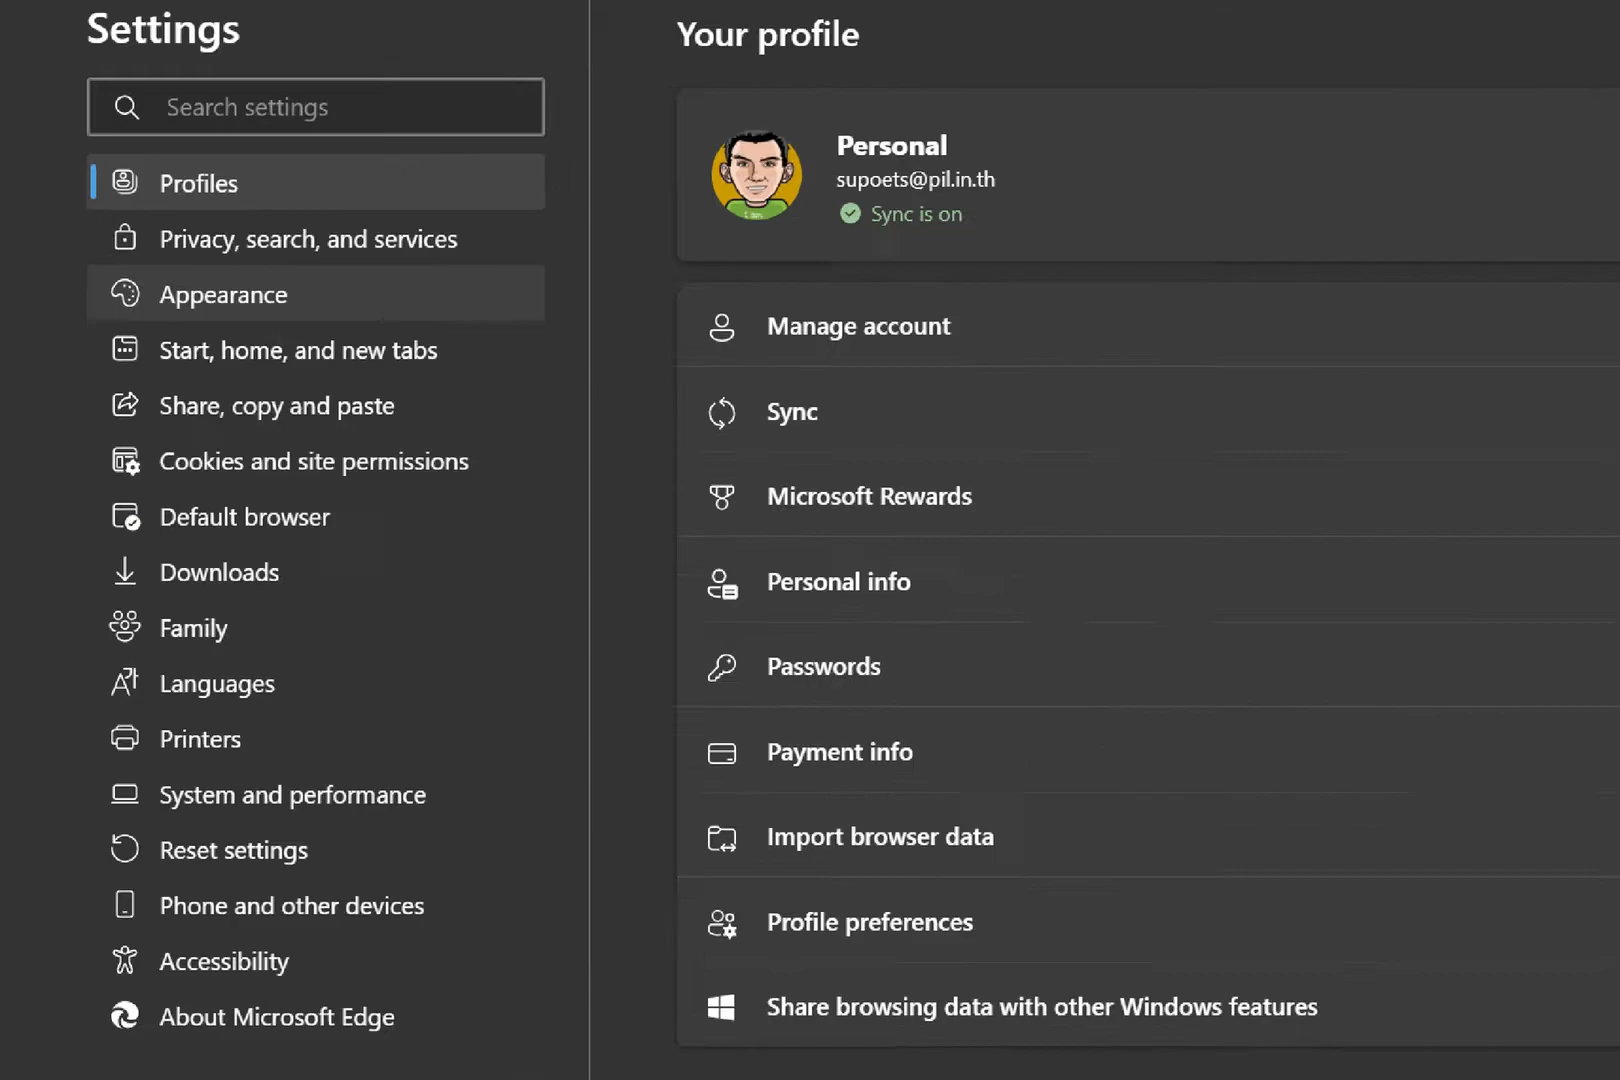 Settings
Search settings
Profiles
Privacy, search, and services
Appearance
Start, home, and new tabs
Share, copy and paste
Cookies and site permissions
Default browser
Downloads
Family
Languages
Printers
System and performance
Reset settings
Phone and other devices
Accessibility
About Microsoft Edge
Your profile
Personal
supoets@pil.in.th
Sync is on
Manage account
Sync
Microsoft Rewards
Personal info
Passwords
Payment info
Import browser data
Profile preferences
Share browsing data with other Windows features